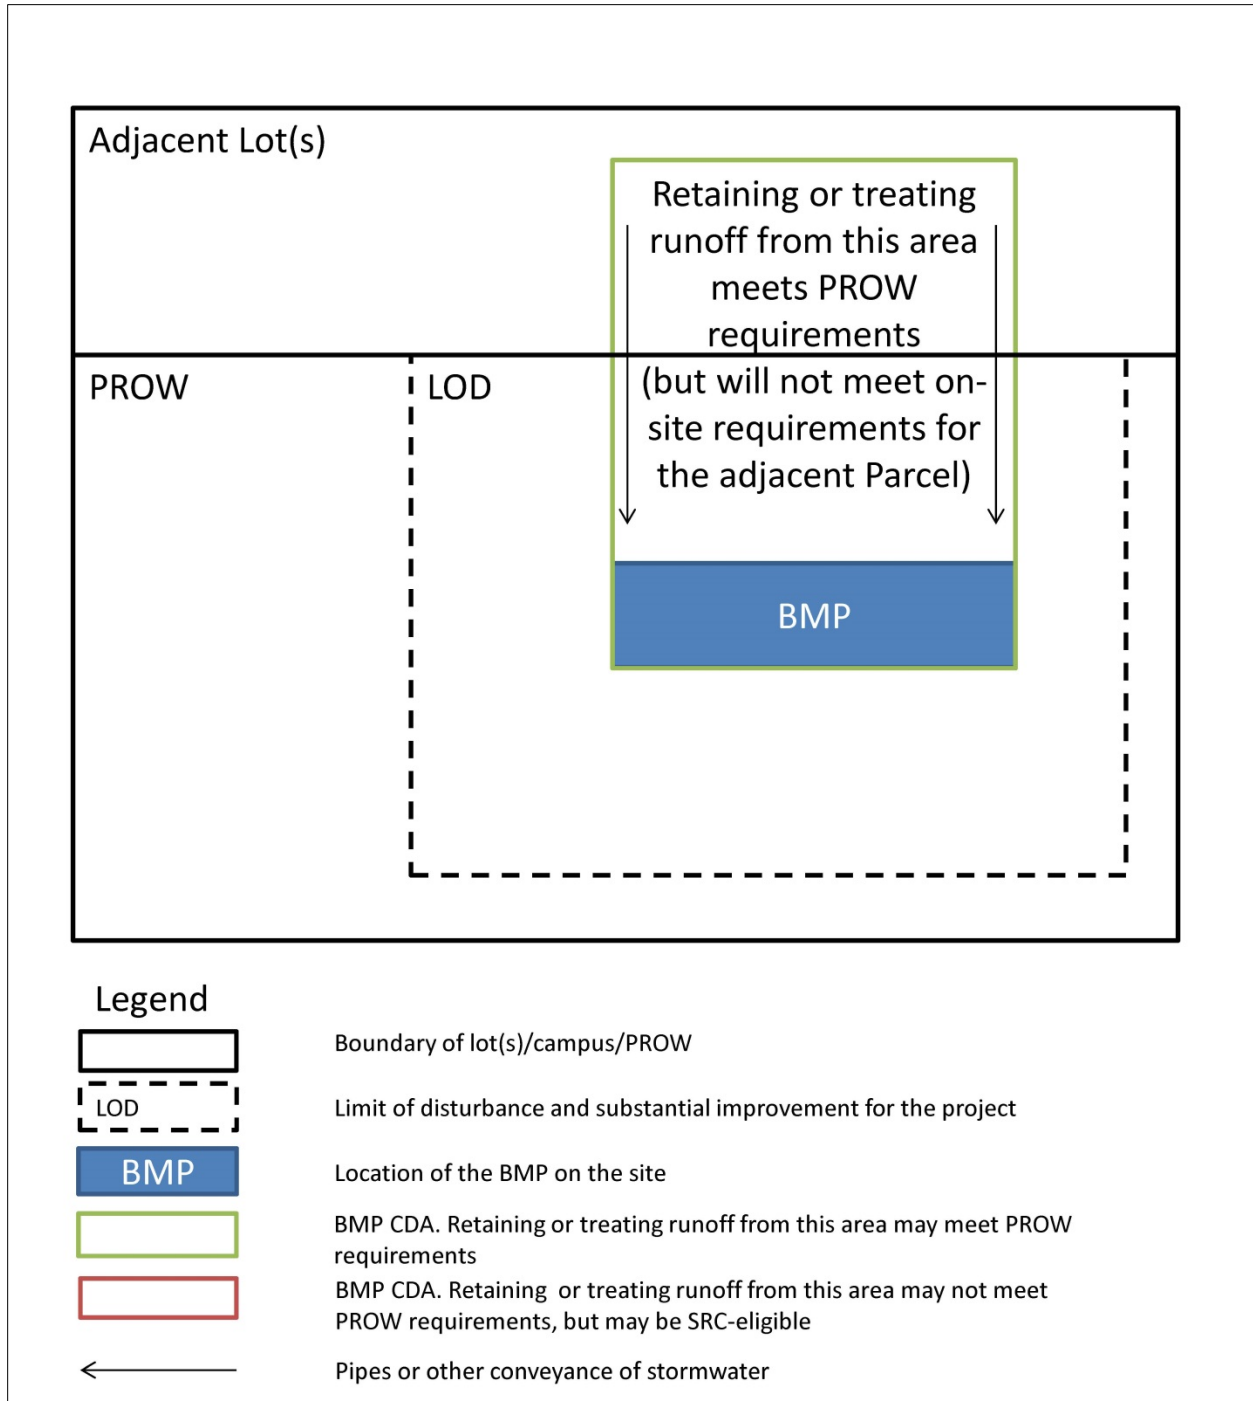 Adjacent Lot(s)
Retaining or treating
runoff from this area
meets PROW
requirements
(but will not meet on-
site requirements for
the adjacent Parcel)
PROW
LOD
BMP
Legend
Boundary of lot(s)/campus/PROW
LOD
Limit of disturbance and substantial improvement for the project
BMP
Location of the BMP on the site
BMP CDA. Retaining or treating runoff from this area may meet PROW
requirements
BMP CDA. Retaining or treating runoff from this area may not meet
PROW requirements, but may be SRC-eligible
Pipes or other conveyance of stormwater